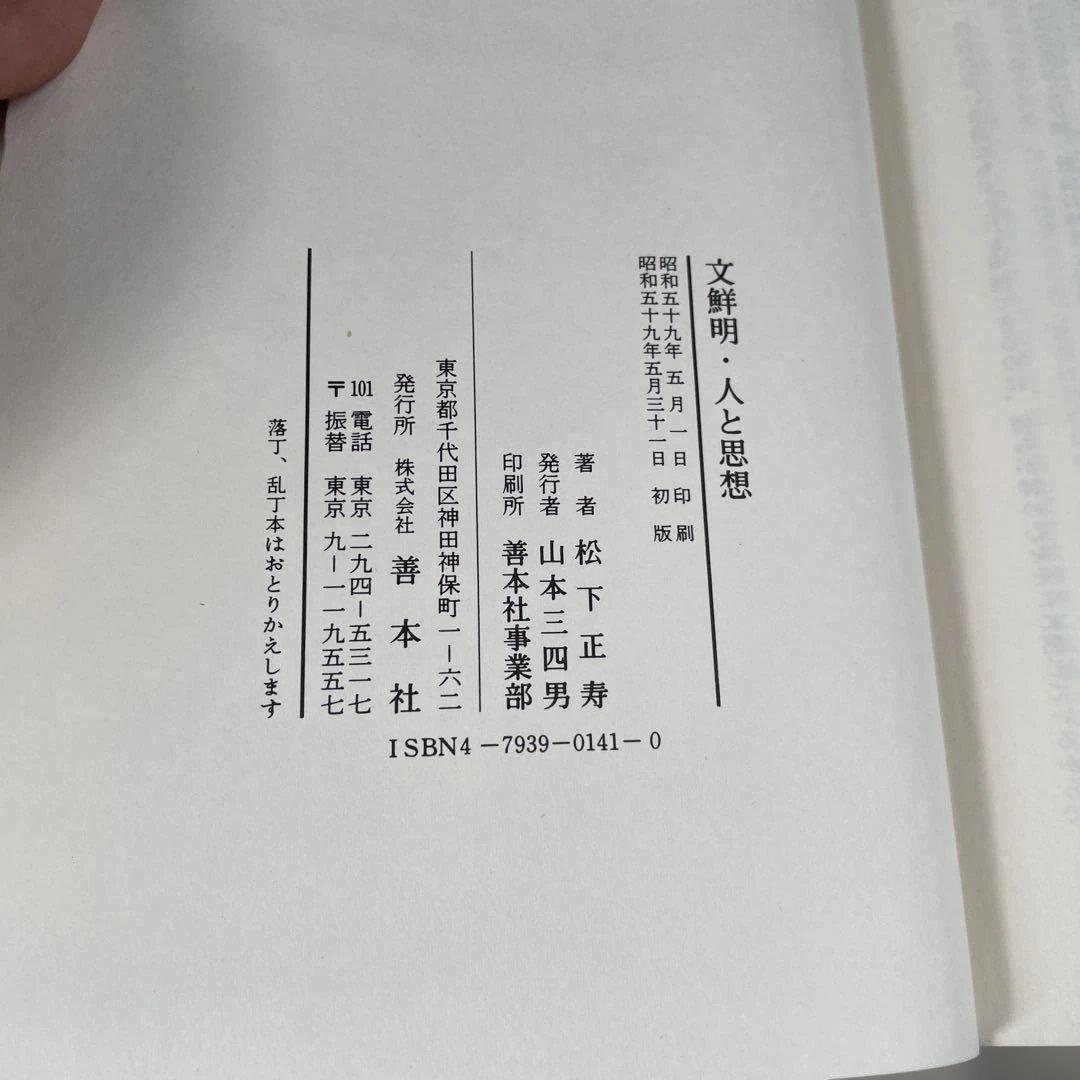 文鮮明・人と思想
昭和五十九年五月一日印刷
昭和五十九年五月三十一日初版
著者 松下正寿
発行者 山本三四男
印刷所 善本社事業部
東京都千代田区神田神保町一―六二
発行所 株式会社 善本社
101 電話 東京 二九四―五三一七
〒 振替 東京 九―一一九五五七
落丁、乱丁本はおとりかえします
ISBN4-7939-0141-0